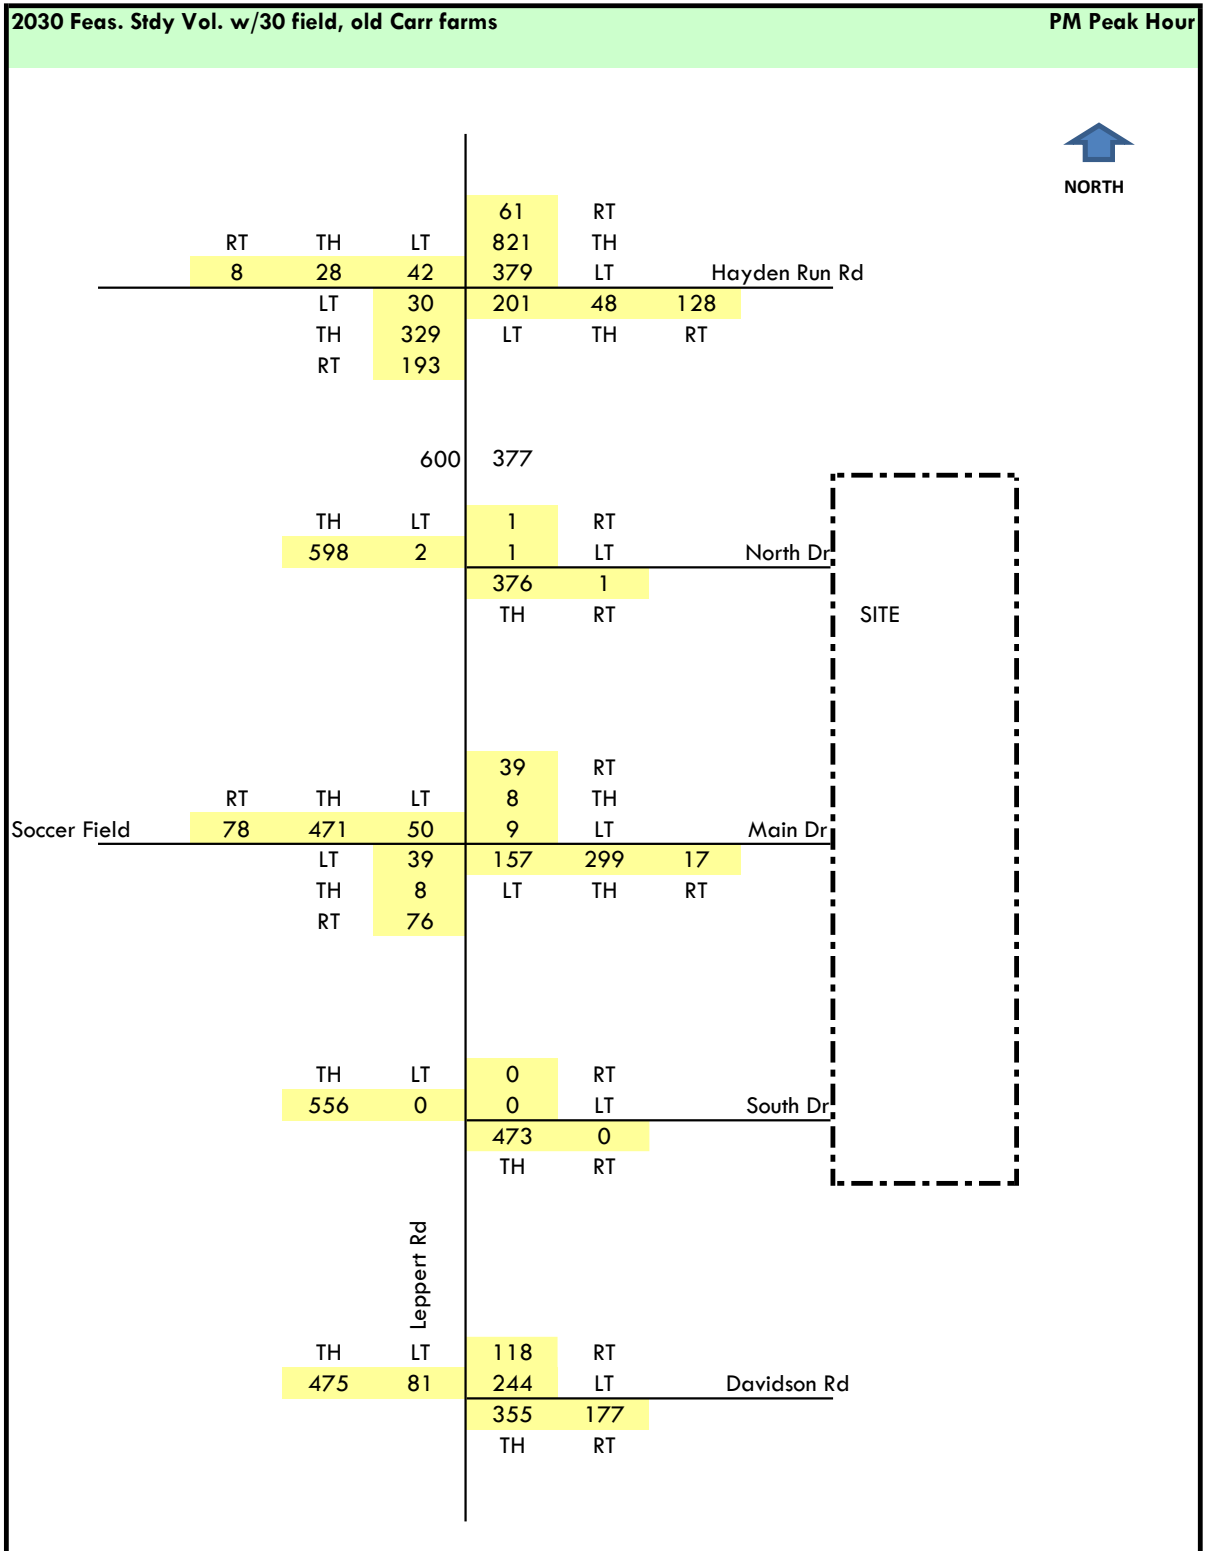 2030 Feas. Stdy Vol. w/30 field, old Carr farms PM Peak Hour
NORTH
61 RT
RT TH LT 821 TH
8 28 42 379 LT Hayden Run Rd
LT 30 201 48 128
TH 329 LT TH RT
RT 193
600 377
TH LT 1 RT
598 2 1 LT North Dr
376 1
TH RT SITE
39 RT
RT TH LT 8 TH
Soccer Field 78 471 50 9 LT Main Dr
LT 39 157 299 17
TH 8 LT TH RT
RT 76
TH LT 0 RT
556 0 0 LT South Dr
473 0
TH RT
Leppert Rd
TH LT 118 RT
475 81 244 LT Davidson Rd
355 177
TH RT